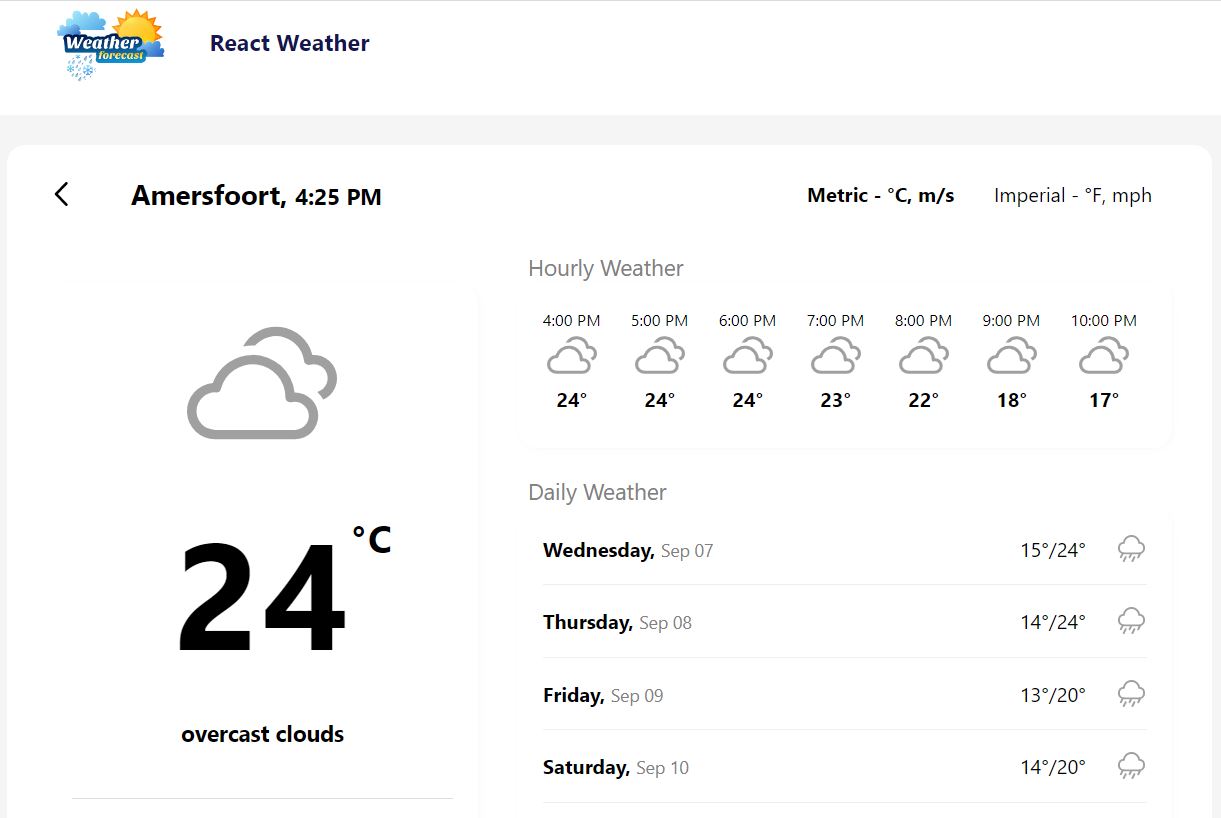 Weather
forecast
React Weather
Amersfoort, 4:25 PM
Metric - °C, m/s
Imperial - °F, mph
24
°C
overcast clouds
Hourly Weather
4:00 PM 5:00 PM 6:00 PM 7:00 PM 8:00 PM 9:00 PM 10:00 PM
24° 24° 24° 23° 22° 18° 17°
Daily Weather
Wednesday, Sep 07 15°/24°
Thursday, Sep 08 14°/24°
Friday, Sep 09 13°/20°
Saturday, Sep 10 14°/20°